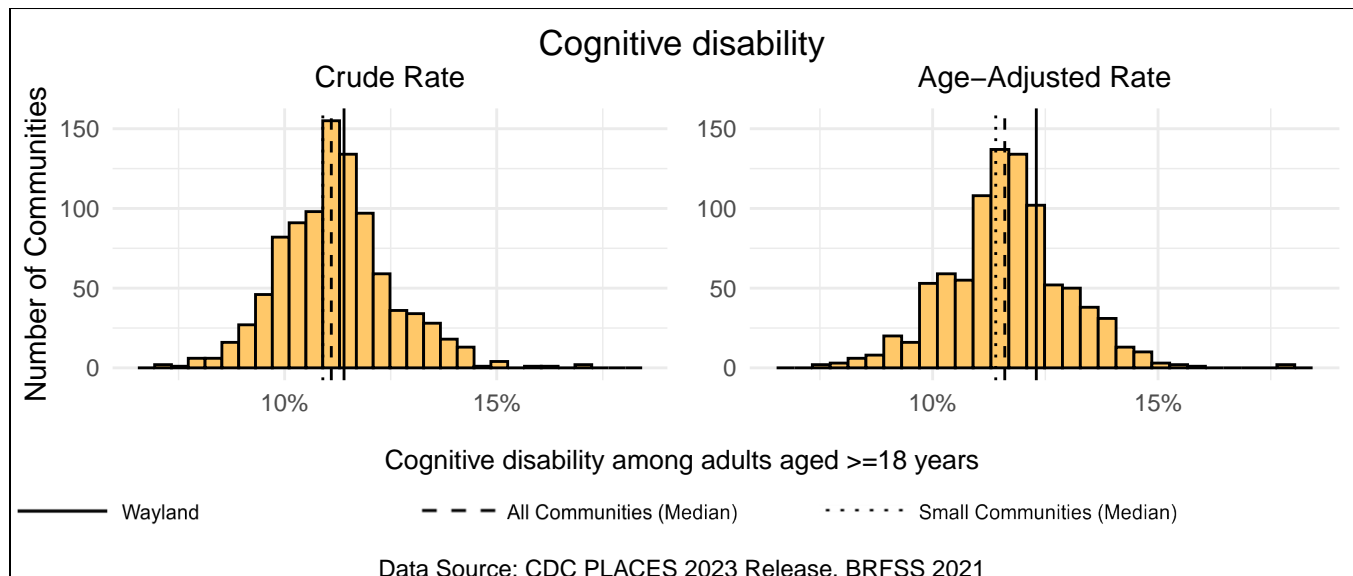 Cognitive disability
Crude Rate
Age−Adjusted Rate
Number of Communities
150
100
50
0
10%
15%
150
100
50
0
10%
15%
Cognitive disability among adults aged >=18 years
Wayland
All Communities (Median)
Small Communities (Median)
Data Source: CDC PLACES 2023 Release, BRFSS 2021